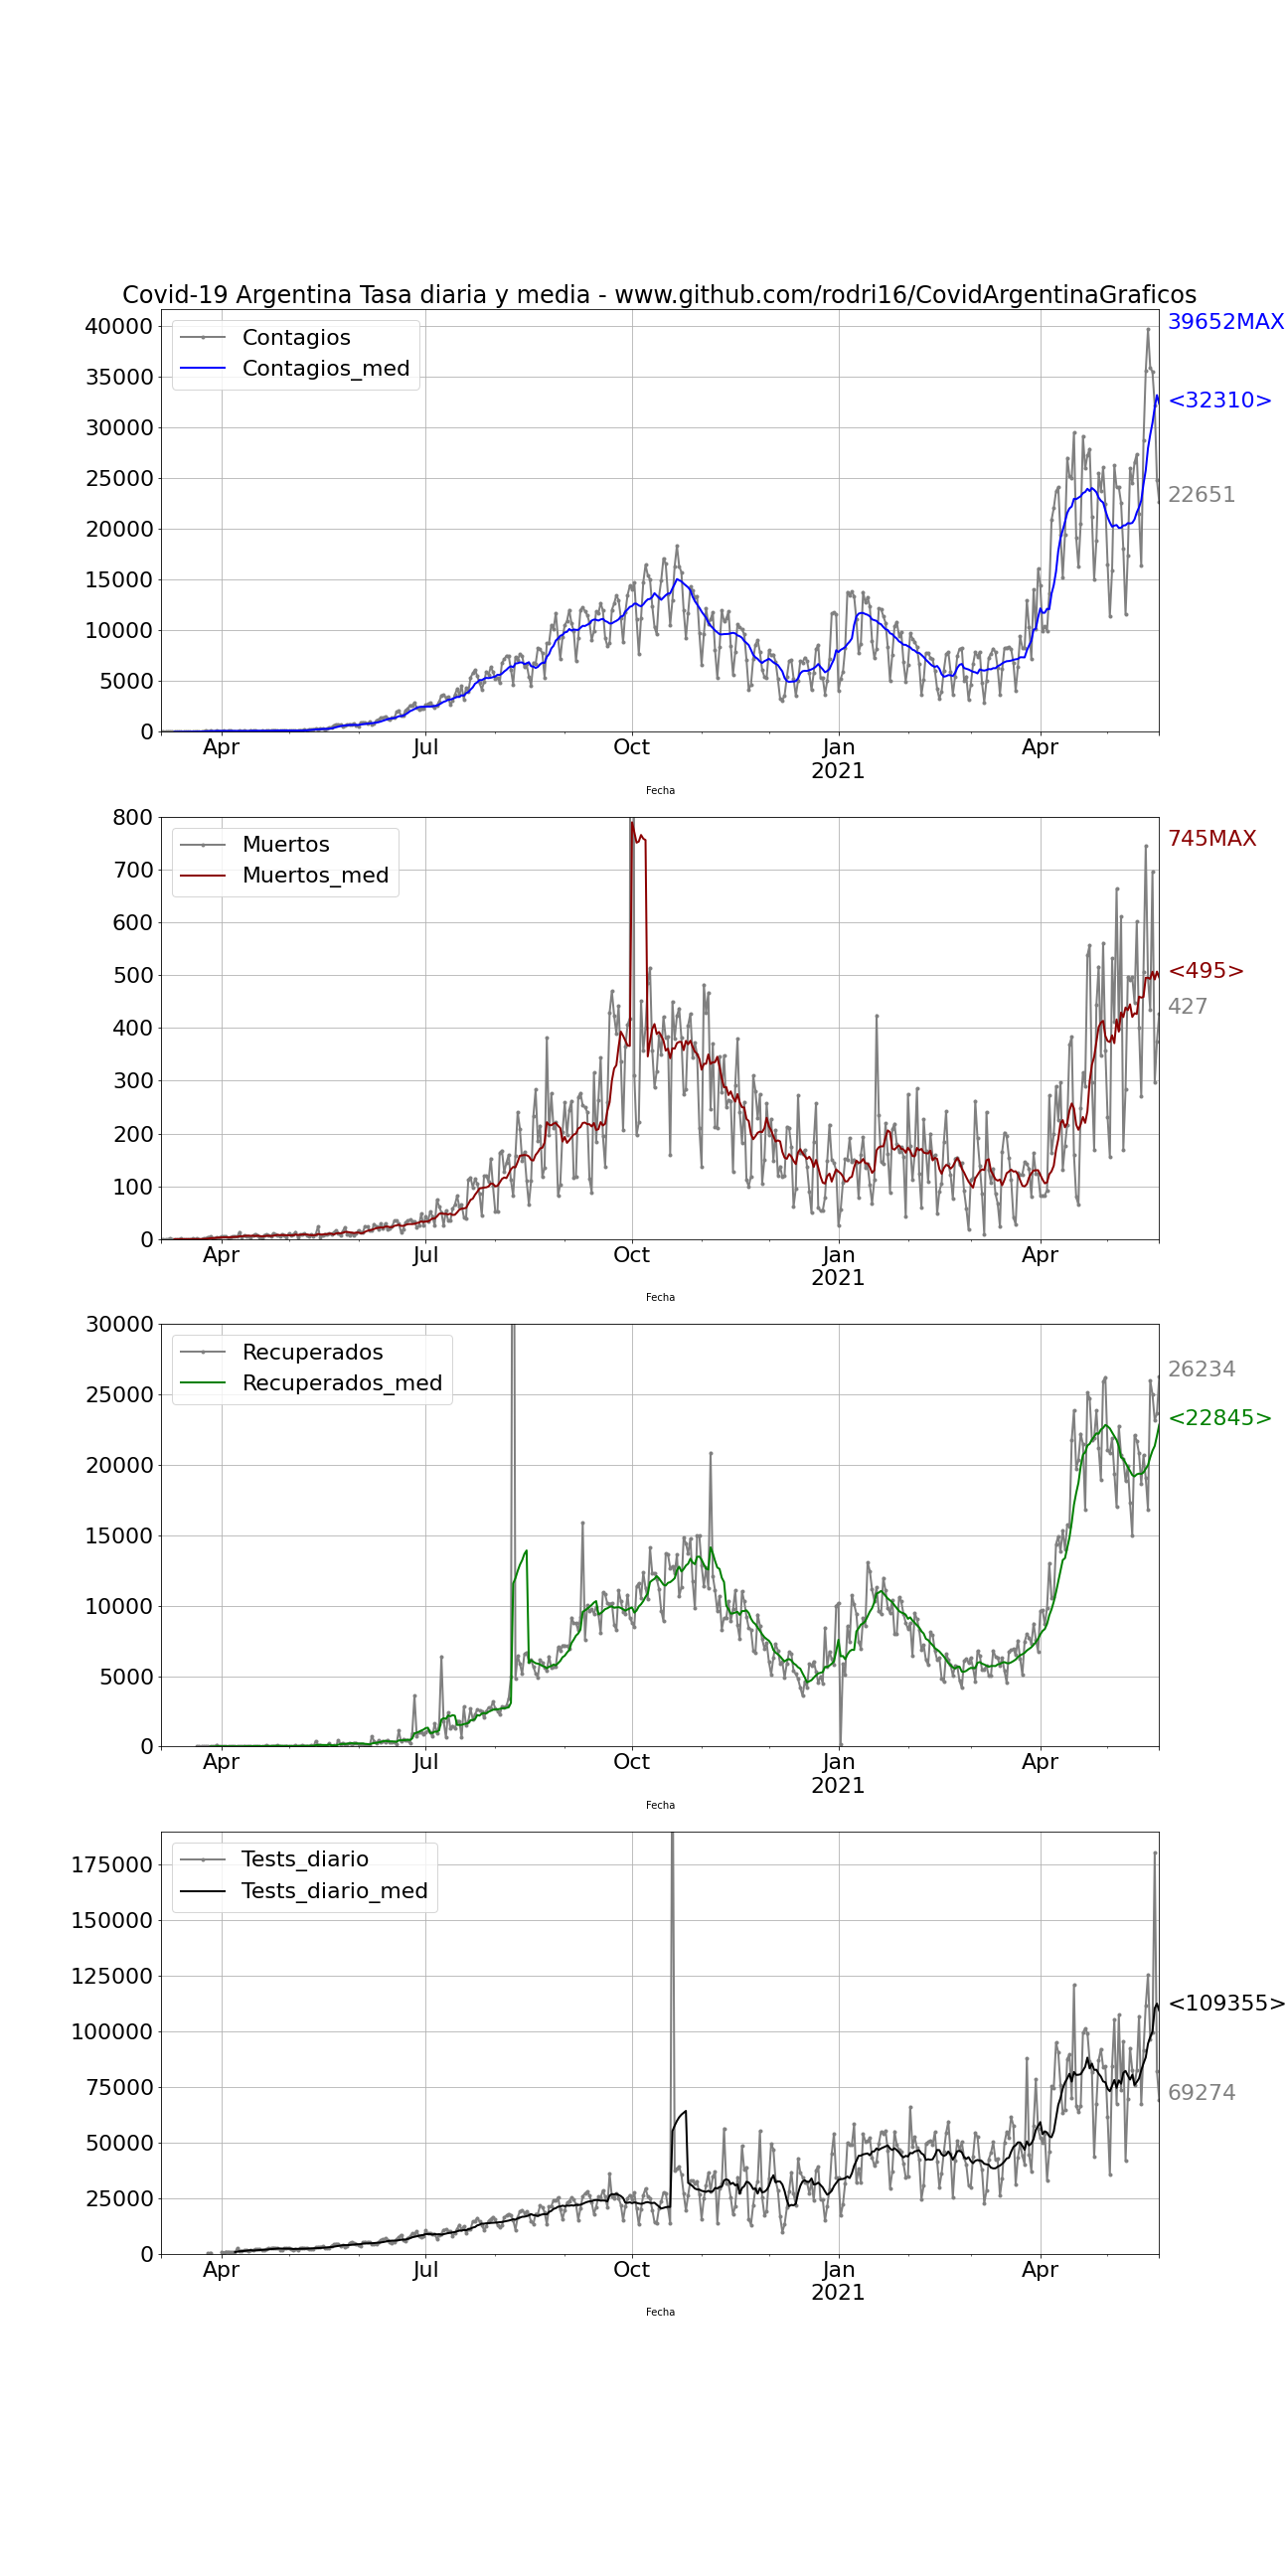 Covid-19 Argentina Tasa diaria y media - www.github.com/rodri16/CovidArgentinaGraficos
Contagios
Contagios_med
40000
35000
30000
25000
20000
15000
10000
5000
0
39652MAX
<32310>
22651
Apr
Jul
Oct
Jan
2021
Apr
Fecha
Muertos
Muertos_med
800
700
600
500
400
300
200
100
0
745MAX
<495>
427
Apr
Jul
Oct
Jan
2021
Apr
Fecha
Recuperados
Recuperados_med
30000
25000
20000
15000
10000
5000
0
26234
<22845>
Apr
Jul
Oct
Jan
2021
Apr
Fecha
Tests_diario
Tests_diario_med
175000
150000
125000
100000
75000
50000
25000
0
<109355>
69274
Apr
Jul
Oct
Jan
2021
Apr
Fecha